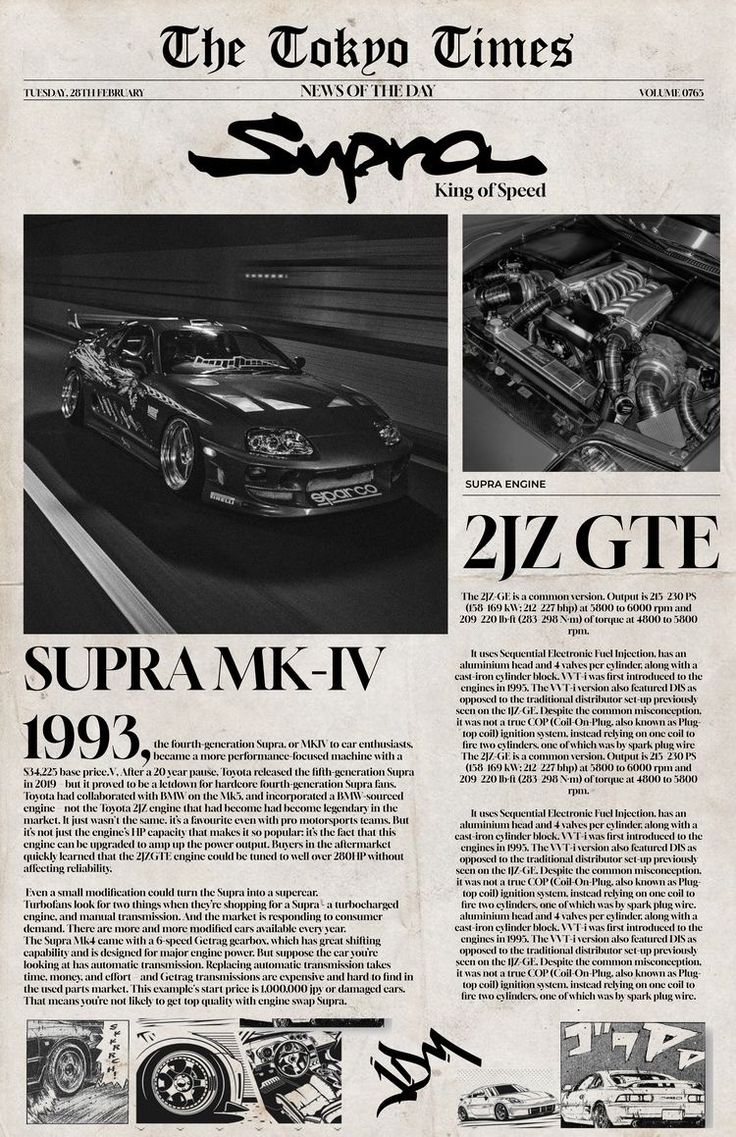 The Tokyo Times
TUESDAY, 28TH FEBRUARY
NEWS OF THE DAY
VOLUME 0765
Supra
King of Speed
PIRELLI
sparco
SUPRA ENGINE
SUPRA MK-IV
1993, the fourth-generation Supra, or MKIV to car enthusiasts,
became a more performance-focused machine with a
$34,225 base price.V. After a 20 year pause, Toyota released the fifth-generation Supra
in 2019 - but it proved to be a letdown for hardcore fourth-generation Supra fans.
Toyota had collaborated with BMW on the Mk5, and incorporated a BMW-sourced
engine - not the Toyota 2JZ engine that had become had become legendary in the
market. It just wasn't the same. it's a favourite even with pro motorsports teams. But
it's not just the engine's HP capacity that makes it so popular; it's the fact that this
engine can be upgraded to amp up the power output. Buyers in the aftermarket
quickly learned that the 2JZGTE engine could be tuned to well over 280HP without
affecting reliability.
Even a small modification could turn the Supra into a supercar.
Turbofans look for two things when they're shopping for a Supra - a turbocharged
engine, and manual transmission. And the market is responding to consumer
demand. There are more and more modified cars available every year.
The Supra Mk4 came with a 6-speed Getrag gearbox, which has great shifting
capability and is designed for major engine power. But suppose the car you're
looking at has automatic transmission. Replacing automatic transmission takes
time, money, and effort - and Getrag transmissions are expensive and hard to find in
the used parts market. This example's start price is 1,000,000 jpy or damaged cars.
That means you're not likely to get top quality with engine swap Supra.
2JZ GTE
The 2JZ-GE is a common version. Output is 215-230 PS
(158-169 kW; 212-227 bhp) at 5800 to 6000 rpm and
209-220 lb-ft (283-298 N·m) of torque at 4800 to 5800
rpm.
It uses Sequential Electronic Fuel Injection, has an
aluminium head and 4 valves per cylinder, along with a
cast-iron cylinder block. VVT-i was first introduced to the
engines in 1995. The VVT-i version also featured DIS as
opposed to the traditional distributor set-up previously
seen on the 1JZ-GE. Despite the common misconception,
it was not a true COP (Coil-On-Plug, also known as Plug-
top coil) ignition system, instead relying on one coil to
fire two cylinders, one of which was by spark plug wire
The 2JZ-GE is a common version. Output is 215-230 PS
(158-169 kW; 212-227 bhp) at 5800 to 6000 rpm and
209-220 lb-ft (283-298 N·m) of torque at 4800 to 5800
rpm.
It uses Sequential Electronic Fuel Injection, has an
aluminium head and 4 valves per cylinder, along with a
cast-iron cylinder block. VVT-i was first introduced to the
engines in 1995. The VVT-i version also featured DIS as
opposed to the traditional distributor set-up previously
seen on the 1JZ-GE. Despite the common misconception,
it was not a true COP (Coil-On-Plug, also known as Plug-
top coil) ignition system, instead relying on one coil to
fire two cylinders, one of which was by spark plug wire.
aluminium head and 4 valves per cylinder, along with a
cast-iron cylinder block. VVT-i was first introduced to the
engines in 1995. The VVT-i version also featured DIS as
opposed to the traditional distributor set-up previously
seen on the 1JZ-GE. Despite the common misconception,
it was not a true COP (Coil-On-Plug, also known as Plug-
top coil) ignition system, instead relying on one coil to
fire two cylinders, one of which was by spark plug wire.
SKKRCH!
JDM